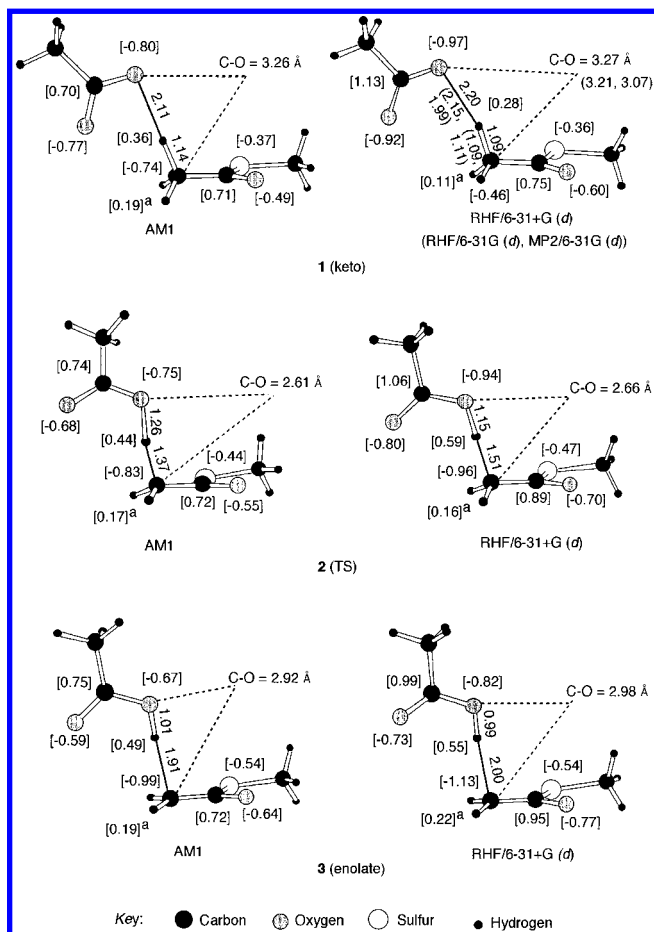 [-0.80]
C-O = 3.26 Å
[0.70]
2.11
[-0.77]
[0.36]
1.14
[-0.37]
[-0.74]
[0.19]a
[0.71]
[-0.49]
AM1
[-0.97]
C-O = 3.27 Å
(3.21, 3.07)
[1.13]
2.20
(2.15,
1.99)
[0.28]
[-0.92]
1.09
(1.09,
1.11)
[-0.36]
[0.11]a
[-0.46]
[0.75]
[-0.60]
RHF/6-31+G (d)
(RHF/6-31G (d), MP2/6-31G (d))
1 (keto)
[0.74]
[-0.75]
C-O = 2.61 Å
[-0.68]
1.26
[0.44]
1.37
[-0.44]
[-0.83]
[0.17]a
[0.72]
[-0.55]
AM1
[1.06]
[-0.94]
C-O = 2.66 Å
[-0.80]
1.15
[0.59]
1.51
[-0.47]
[-0.96]
[0.16]a
[0.89]
[-0.70]
RHF/6-31+G (d)
2 (TS)
[0.75]
[-0.67]
C-O = 2.92 Å
[-0.59]
1.01
[0.49]
1.91
[-0.54]
[-0.99]
[0.19]a
[0.72]
[-0.64]
AM1
[0.99]
[-0.82]
C-O = 2.98 Å
[-0.73]
0.99
[0.55]
2.00
[-0.54]
[-1.13]
[0.22]a
[0.95]
[-0.77]
RHF/6-31+G (d)
3 (enolate)
Key: Carbon Oxygen Sulfur Hydrogen